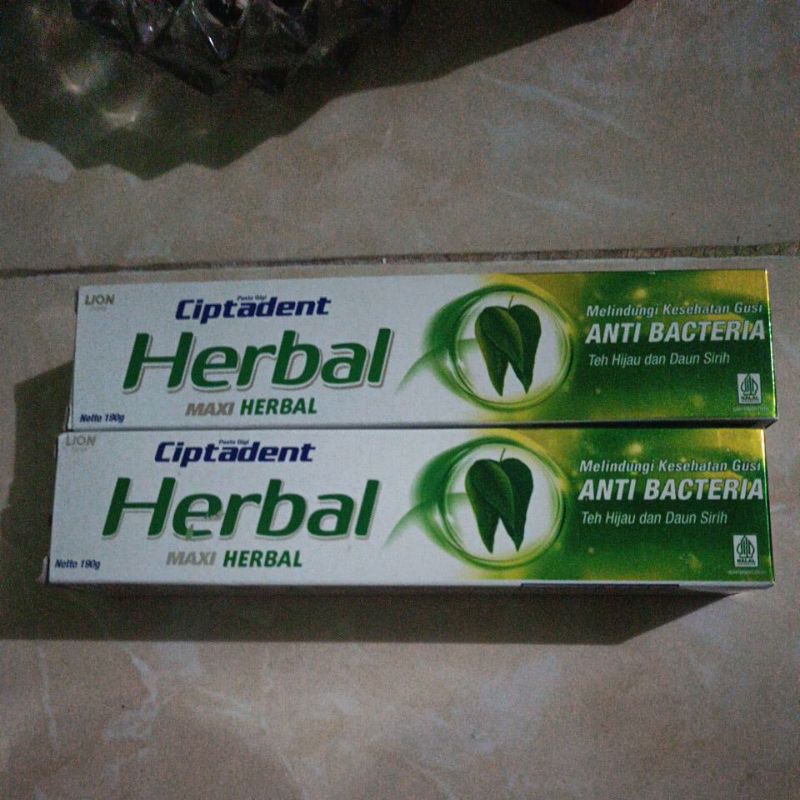 LION
Pasta Gigi
Ciptadent
Herbal
MAXI HERBAL
Netto 190g
Melindungi Kesehatan Gusi
ANTI BACTERIA
Teh Hijau dan Daun Sirih
HALAL
LION
Pasta Gigi
Ciptadent
Herbal
MAXI HERBAL
Netto 190g
Melindungi Kesehatan Gusi
ANTI BACTERIA
Teh Hijau dan Daun Sirih
HALAL